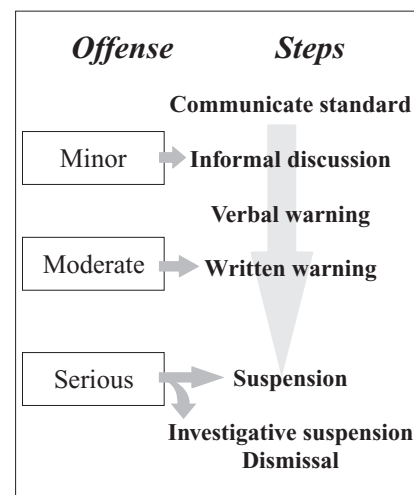 Offense Steps
Communicate standard
Minor Informal discussion
Verbal warning
Moderate Written warning
Serious Suspension
Investigative suspension
Dismissal